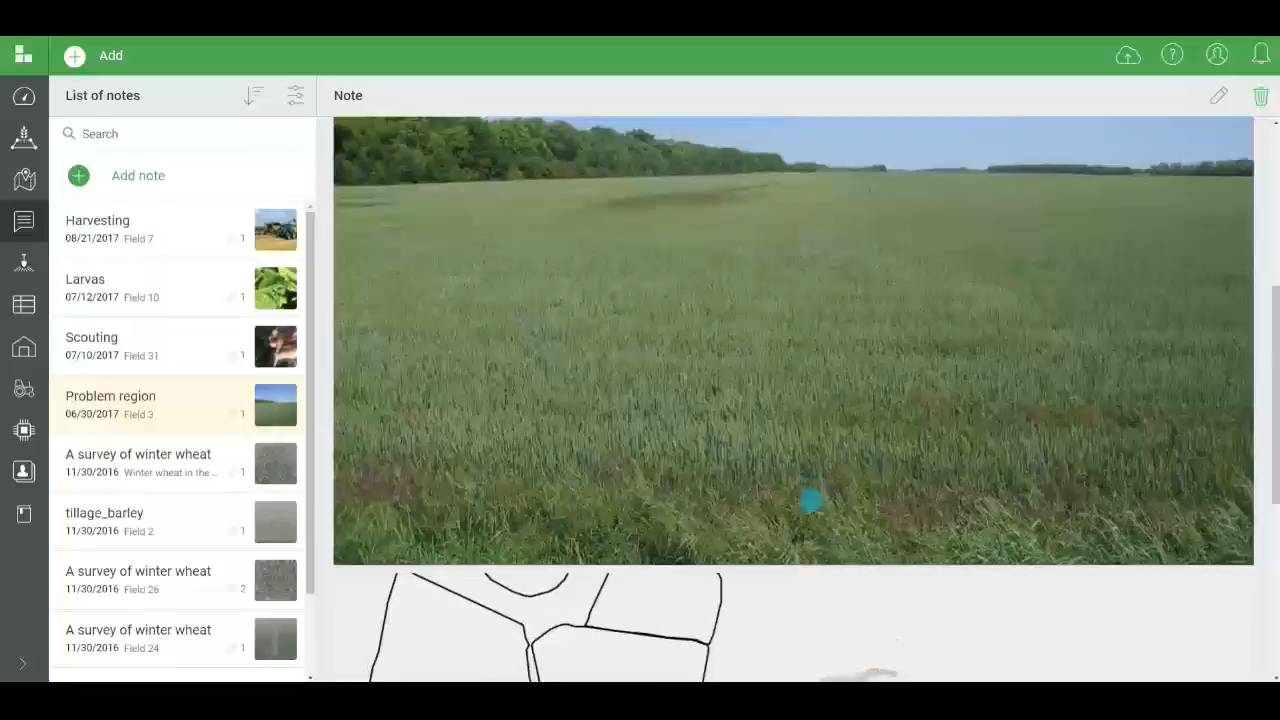 Add
List of notes
Note
Search
Add note
Harvesting
08/21/2017 Field 7 1
Larvas
07/12/2017 Field 10 1
Scouting
07/10/2017 Field 31 1
Problem region
06/30/2017 Field 3 1
A survey of winter wheat
11/30/2016 Winter wheat in the ... 1
tillage_barley
11/30/2016 Field 2 1
A survey of winter wheat
11/30/2016 Field 26 2
A survey of winter wheat
11/30/2016 Field 24 1